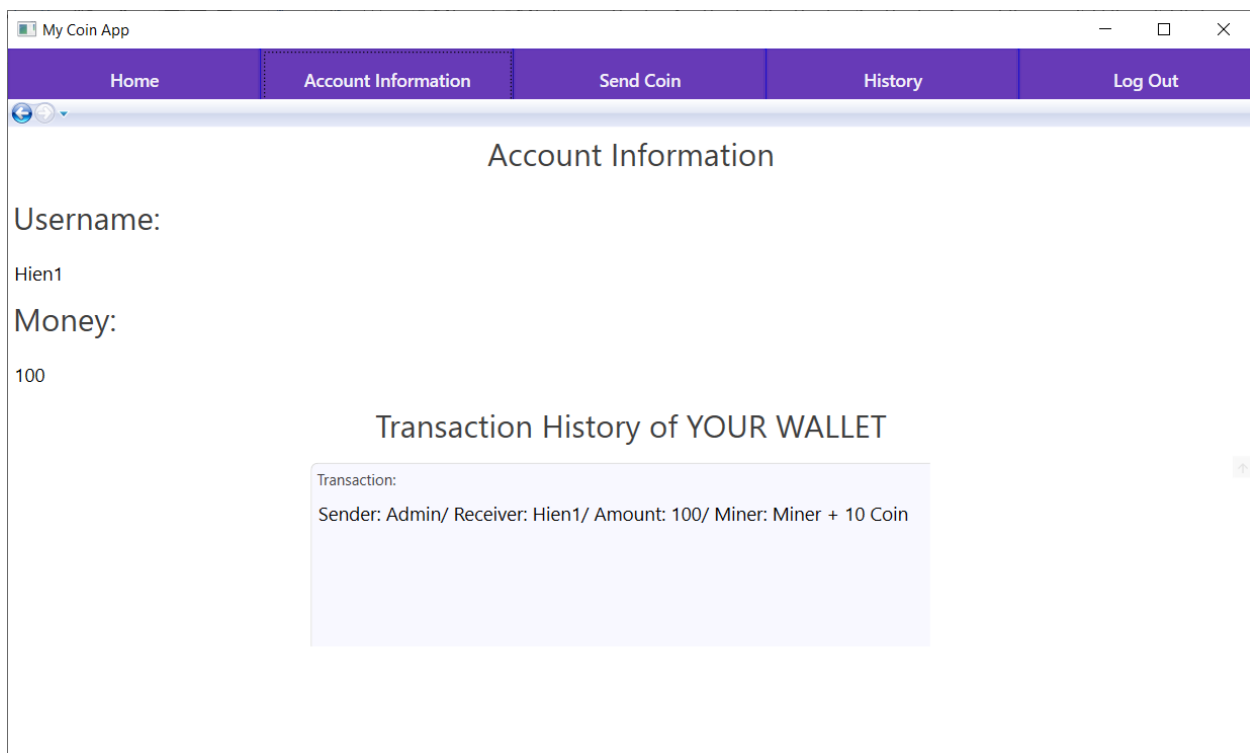 My Coin App
Home Account Information Send Coin History Log Out
Account Information
Username:
Hien1
Money:
100
Transaction History of YOUR WALLET
Transaction:
Sender: Admin/ Receiver: Hien1/ Amount: 100/ Miner: Miner + 10 Coin